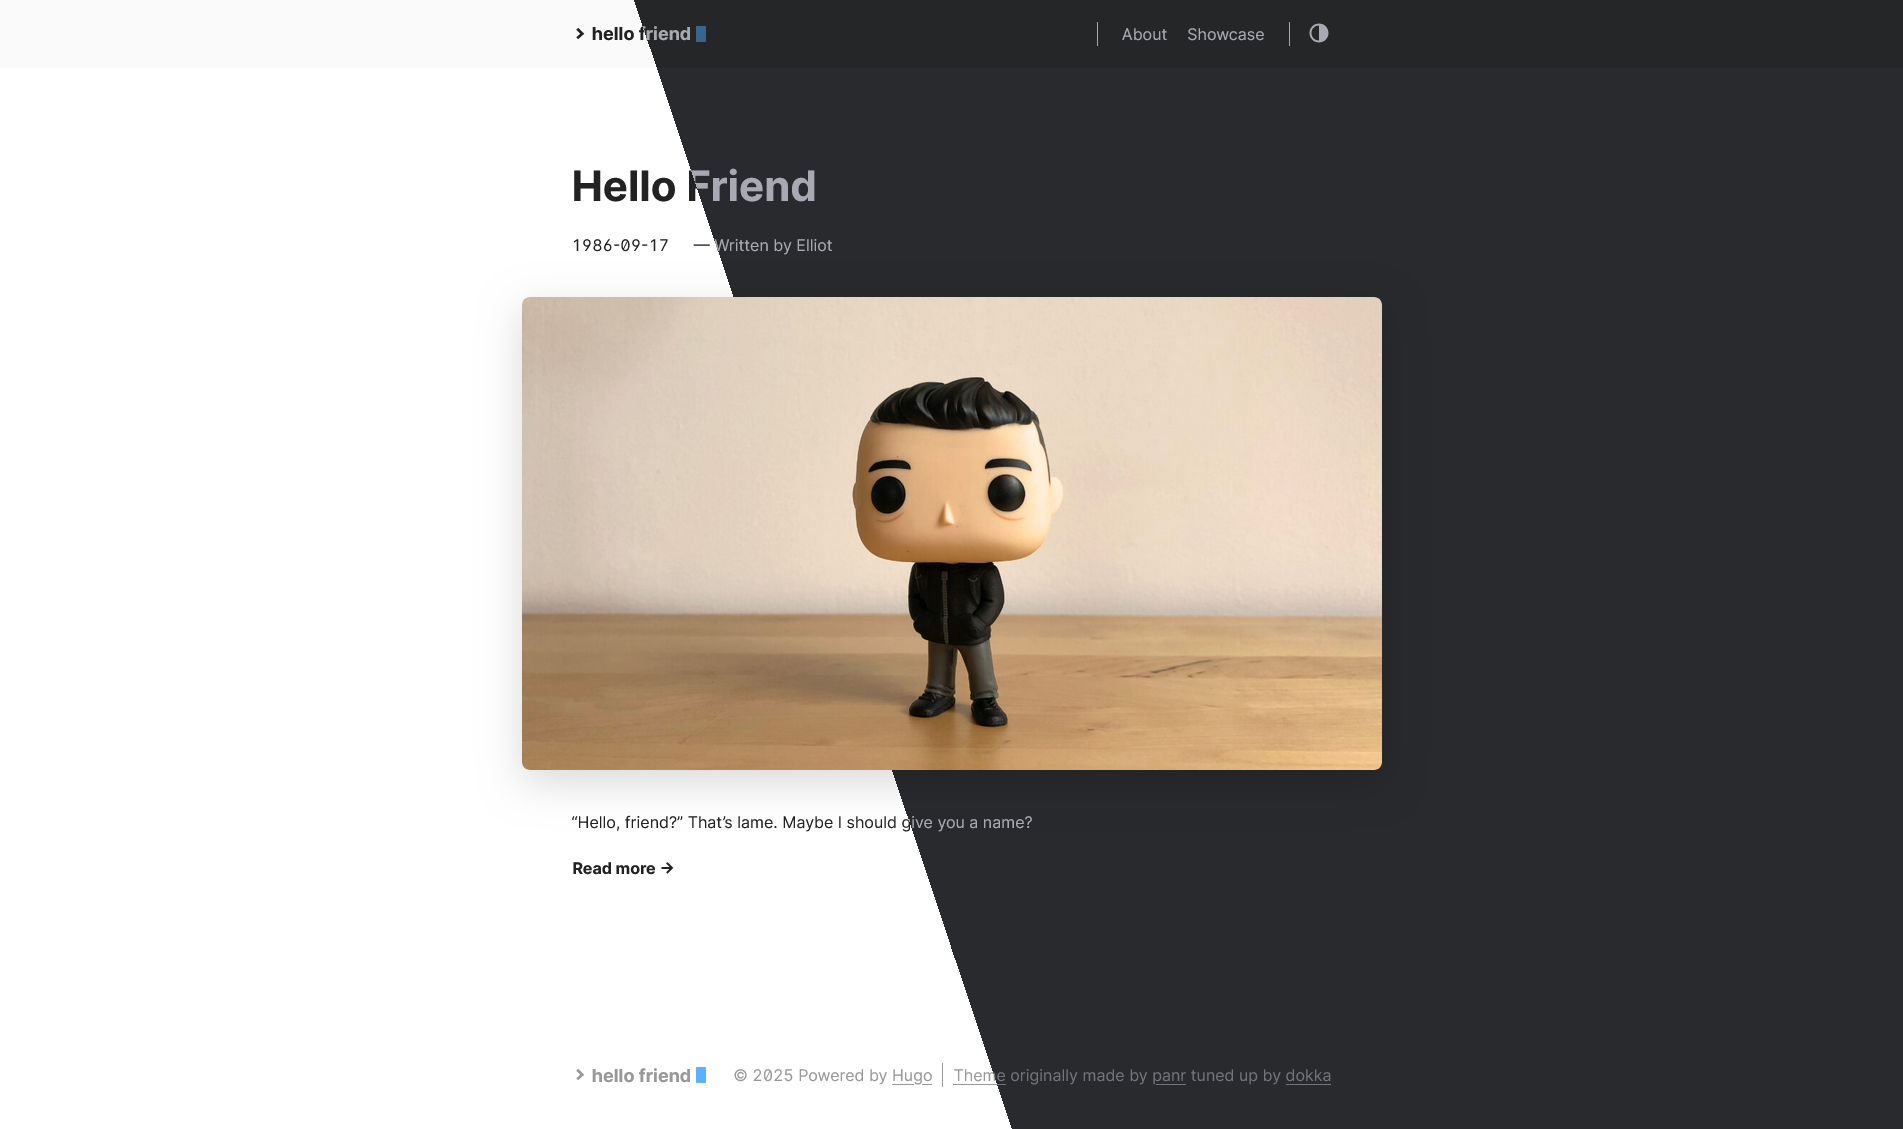 hello friend
About Showcase
Hello Friend
1986-09-17 — Written by Elliot
“Hello, friend?” That’s lame. Maybe I should give you a name?
Read more →
hello friend © 2025 Powered by Hugo Theme originally made by panr tuned up by dokka